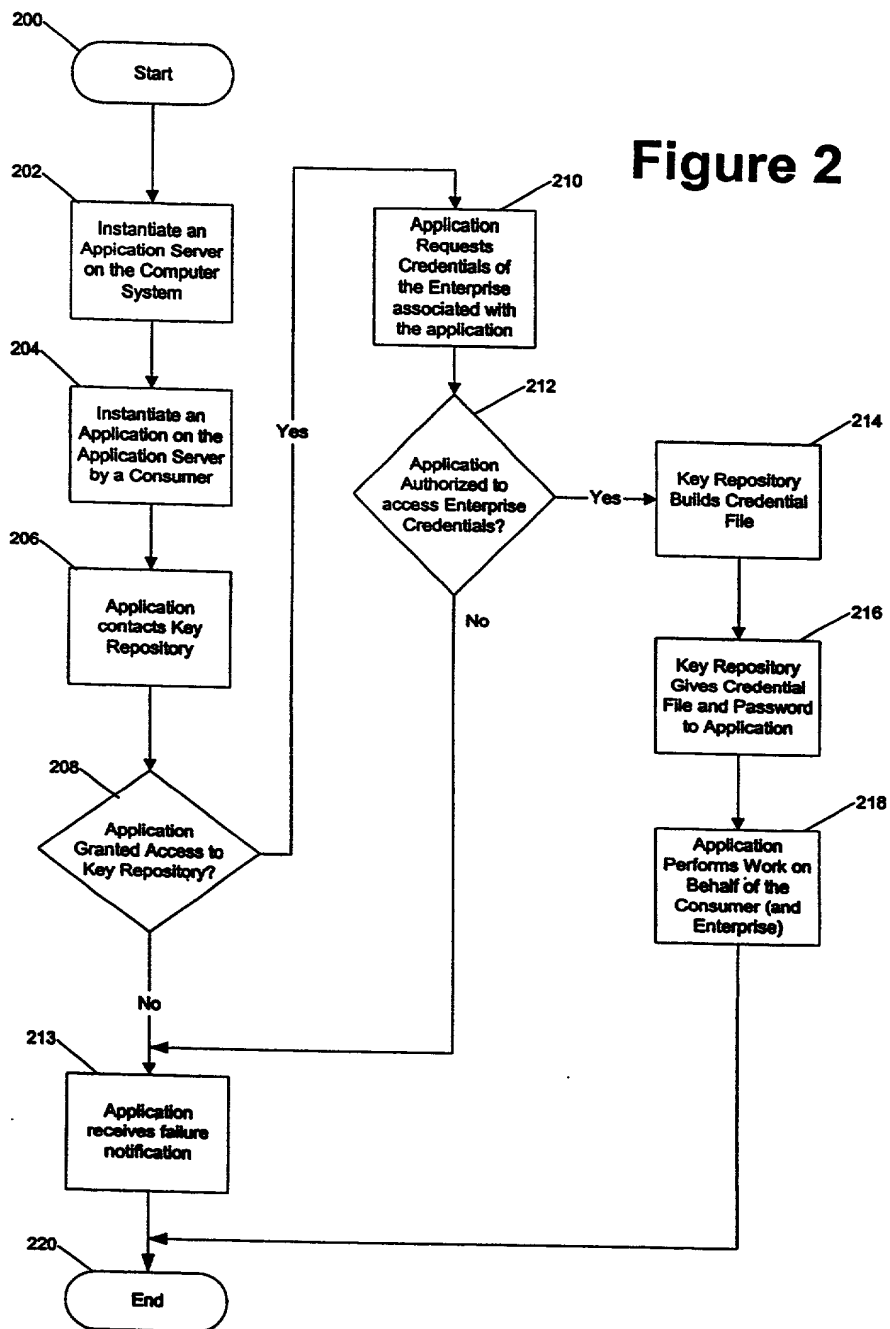 Figure 2
200
Start
202
Instantiate an
Appication Server
on the Computer
System
204
Instantiate an
Application on the
Application Server
by a Consumer
206
Application
contacts Key
Repository
208
Application
Granted Access to
Key Repository?
Yes
No
210
Application
Requests
Credentials of
the Enterprise
associated with
the application
212
Application
Authorized to
access Enterprise
Credentials?
Yes
No
213
Application
receives failure
notification
214
Key Repository
Builds Credential
File
216
Key Repository
Gives Credential
File and Password
to Application
218
Application
Performs Work on
Behalf of the
Consumer (and
Enterprise)
220
End